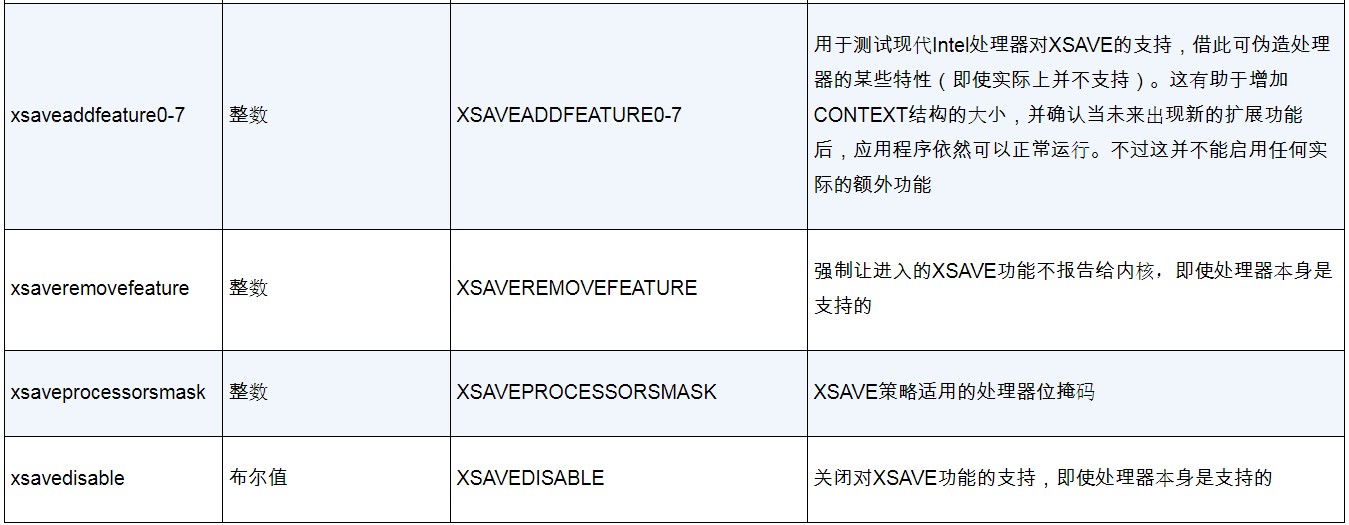 用于测试现代Intel处理器对XSAVE的支持，借此可伪造处理
器的某些特性（即使实际上并不支持）。这有助于增加
xsaveaddfeature0-7 整数 XSAVEADDFEATURE0-7 CONTEXT结构的大小，并确认当未来出现新的扩展功能
后，应用程序依然可以正常运行。不过这并不能启用任何实
际的额外功能
xsaveremovefeature 整数 XSAVEREMOVEFEATURE 强制让进入的XSAVE功能不报告给内核，即使处理器本身是
支持的
xsaveprocessorsmask 整数 XSAVEPROCESSORSMASK XSAVE策略适用的处理器位掩码
xsavedisable 布尔值 XSAVEDISABLE 关闭对XSAVE功能的支持，即使处理器本身是支持的